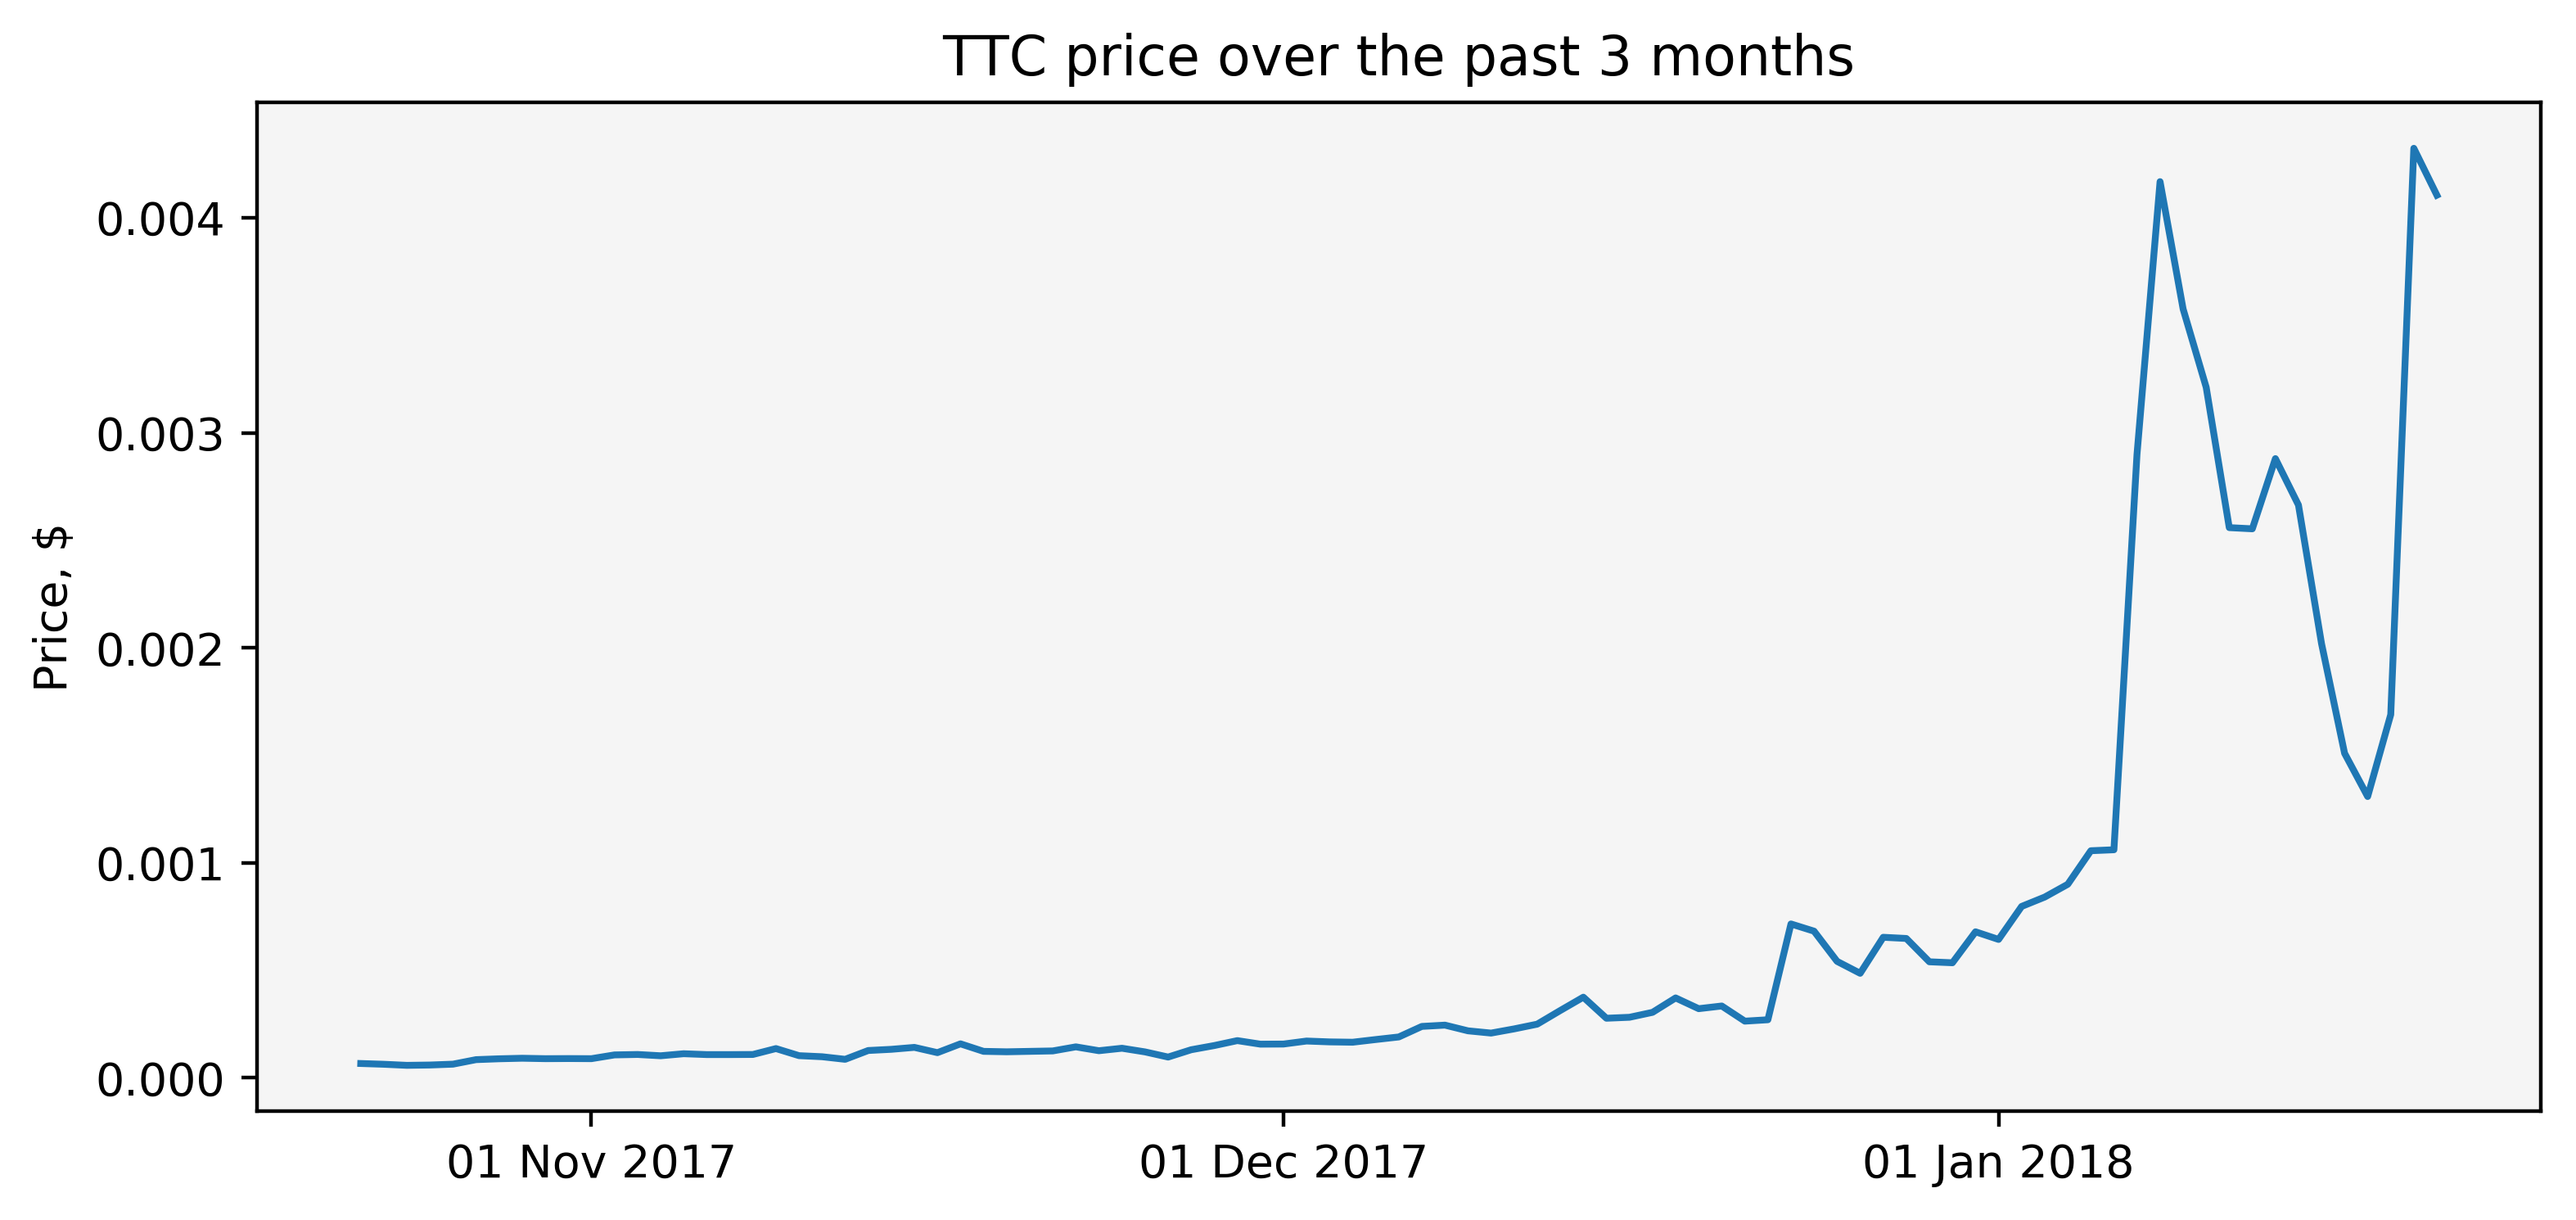 TTC price over the past 3 months
Price, $
0.004
0.003
0.002
0.001
0.000
01 Nov 2017
01 Dec 2017
01 Jan 2018